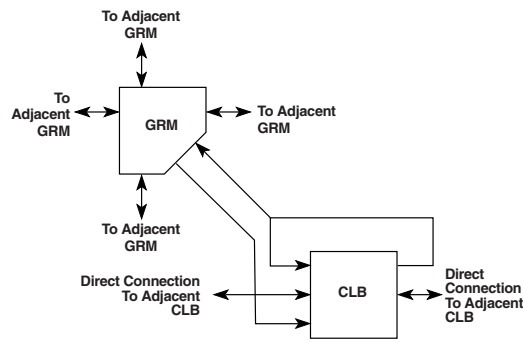 To Adjacent
GRM
To
Adjacent
GRM
GRM
To Adjacent
GRM
To Adjacent
GRM
Direct Connection
To Adjacent
CLB
CLB
Direct
Connection
To Adjacent
CLB